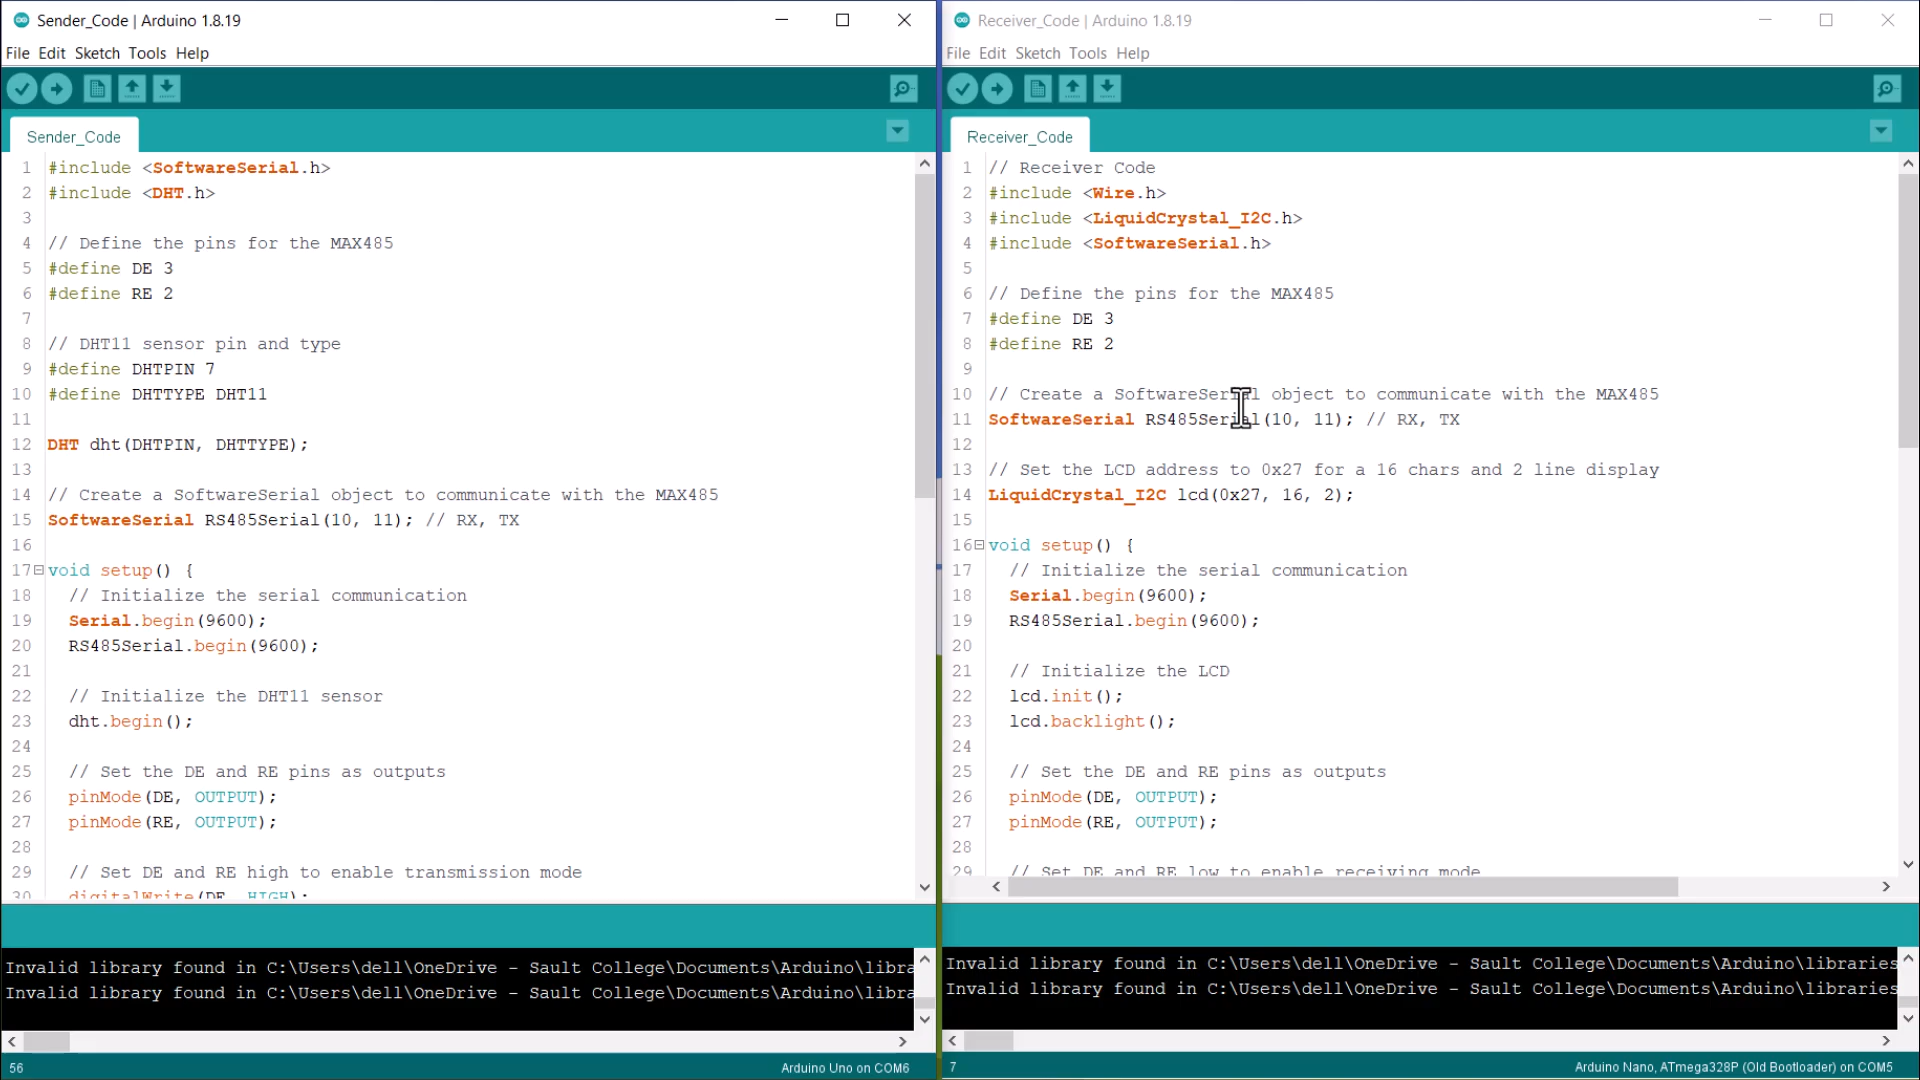 Sender_Code | Arduino 1.8.19
File Edit Sketch Tools Help
Sender_Code
1 #include <SoftwareSerial.h>
2 #include <DHT.h>
3
4 // Define the pins for the MAX485
5 #define DE 3
6 #define RE 2
7
8 // DHT11 sensor pin and type
9 #define DHTPIN 7
10 #define DHTTYPE DHT11
11
12 DHT dht(DHTPIN, DHTTYPE);
13
14 // Create a SoftwareSerial object to communicate with the MAX485
15 SoftwareSerial RS485Serial(10, 11); // RX, TX
16
17 void setup() {
18 // Initialize the serial communication
19 Serial.begin(9600);
20 RS485Serial.begin(9600);
21
22 // Initialize the DHT11 sensor
23 dht.begin();
24
25 // Set the DE and RE pins as outputs
26 pinMode(DE, OUTPUT);
27 pinMode(RE, OUTPUT);
28
29 // Set DE and RE high to enable transmission mode
30 digitalWrite(DE, HIGH);
Invalid library found in C:\Users\dell\OneDrive - Sault College\Documents\Arduino\libra
Invalid library found in C:\Users\dell\OneDrive - Sault College\Documents\Arduino\libra
56
Arduino Uno on COM6
Receiver_Code | Arduino 1.8.19
File Edit Sketch Tools Help
Receiver_Code
1 // Receiver Code
2 #include <Wire.h>
3 #include <LiquidCrystal_I2C.h>
4 #include <SoftwareSerial.h>
5
6 // Define the pins for the MAX485
7 #define DE 3
8 #define RE 2
9
10 // Create a SoftwareSerial object to communicate with the MAX485
11 SoftwareSerial RS485Serial(10, 11); // RX, TX
12
13 // Set the LCD address to 0x27 for a 16 chars and 2 line display
14 LiquidCrystal_I2C lcd(0x27, 16, 2);
15
16 void setup() {
17 // Initialize the serial communication
18 Serial.begin(9600);
19 RS485Serial.begin(9600);
20
21 // Initialize the LCD
22 lcd.init();
23 lcd.backlight();
24
25 // Set the DE and RE pins as outputs
26 pinMode(DE, OUTPUT);
27 pinMode(RE, OUTPUT);
28
29 // Set DE and RE low to enable receiving mode
Invalid library found in C:\Users\dell\OneDrive - Sault College\Documents\Arduino\libraries
Invalid library found in C:\Users\dell\OneDrive - Sault College\Documents\Arduino\libraries
7
Arduino Nano, ATmega328P (Old Bootloader) on COM5